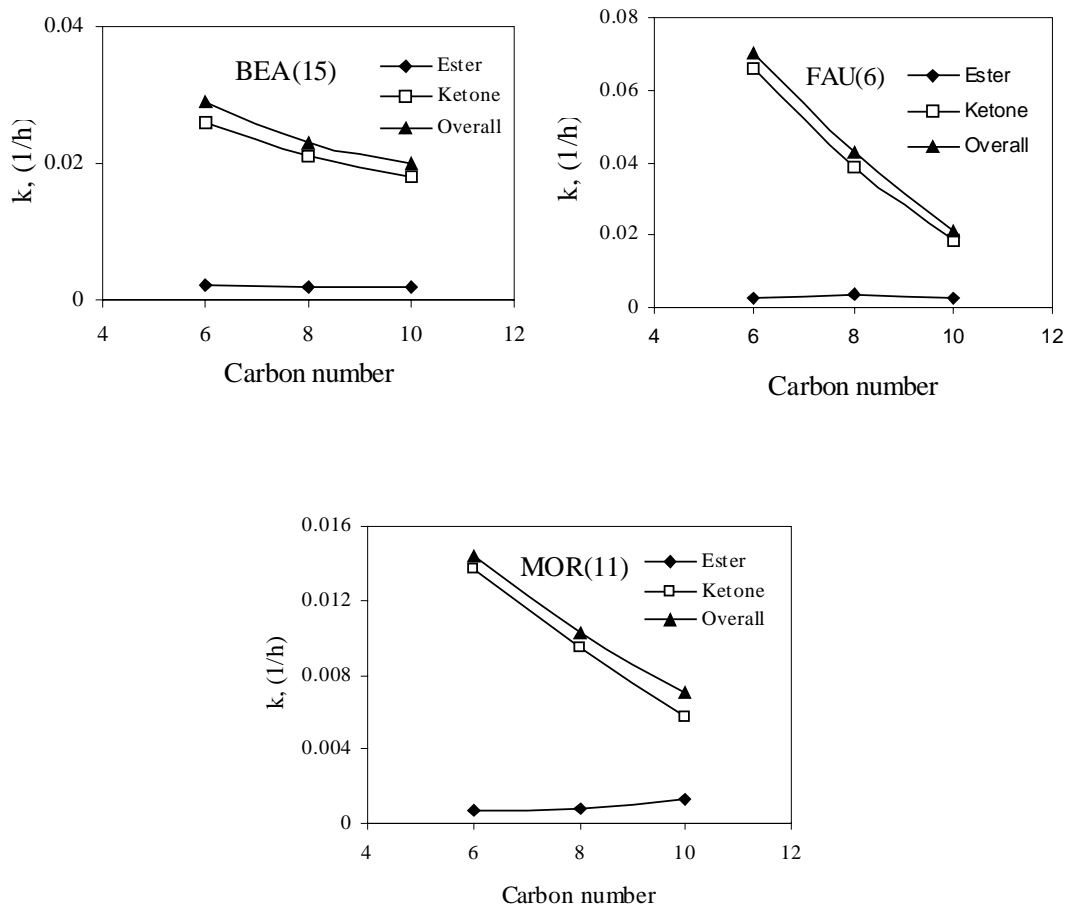 0.04
BEA(15)
Ester
Ketone
Overall
k, (1/h)
0.02
0
4 6 8 10 12
Carbon number
0.08
FAU(6)
Ester
Ketone
Overall
0.06
k, (1/h)
0.04
0.02
0
4 6 8 10 12
Carbon number
0.016
MOR(11)
Ester
Ketone
Overall
0.012
k, (1/h)
0.008
0.004
0
4 6 8 10 12
Carbon number